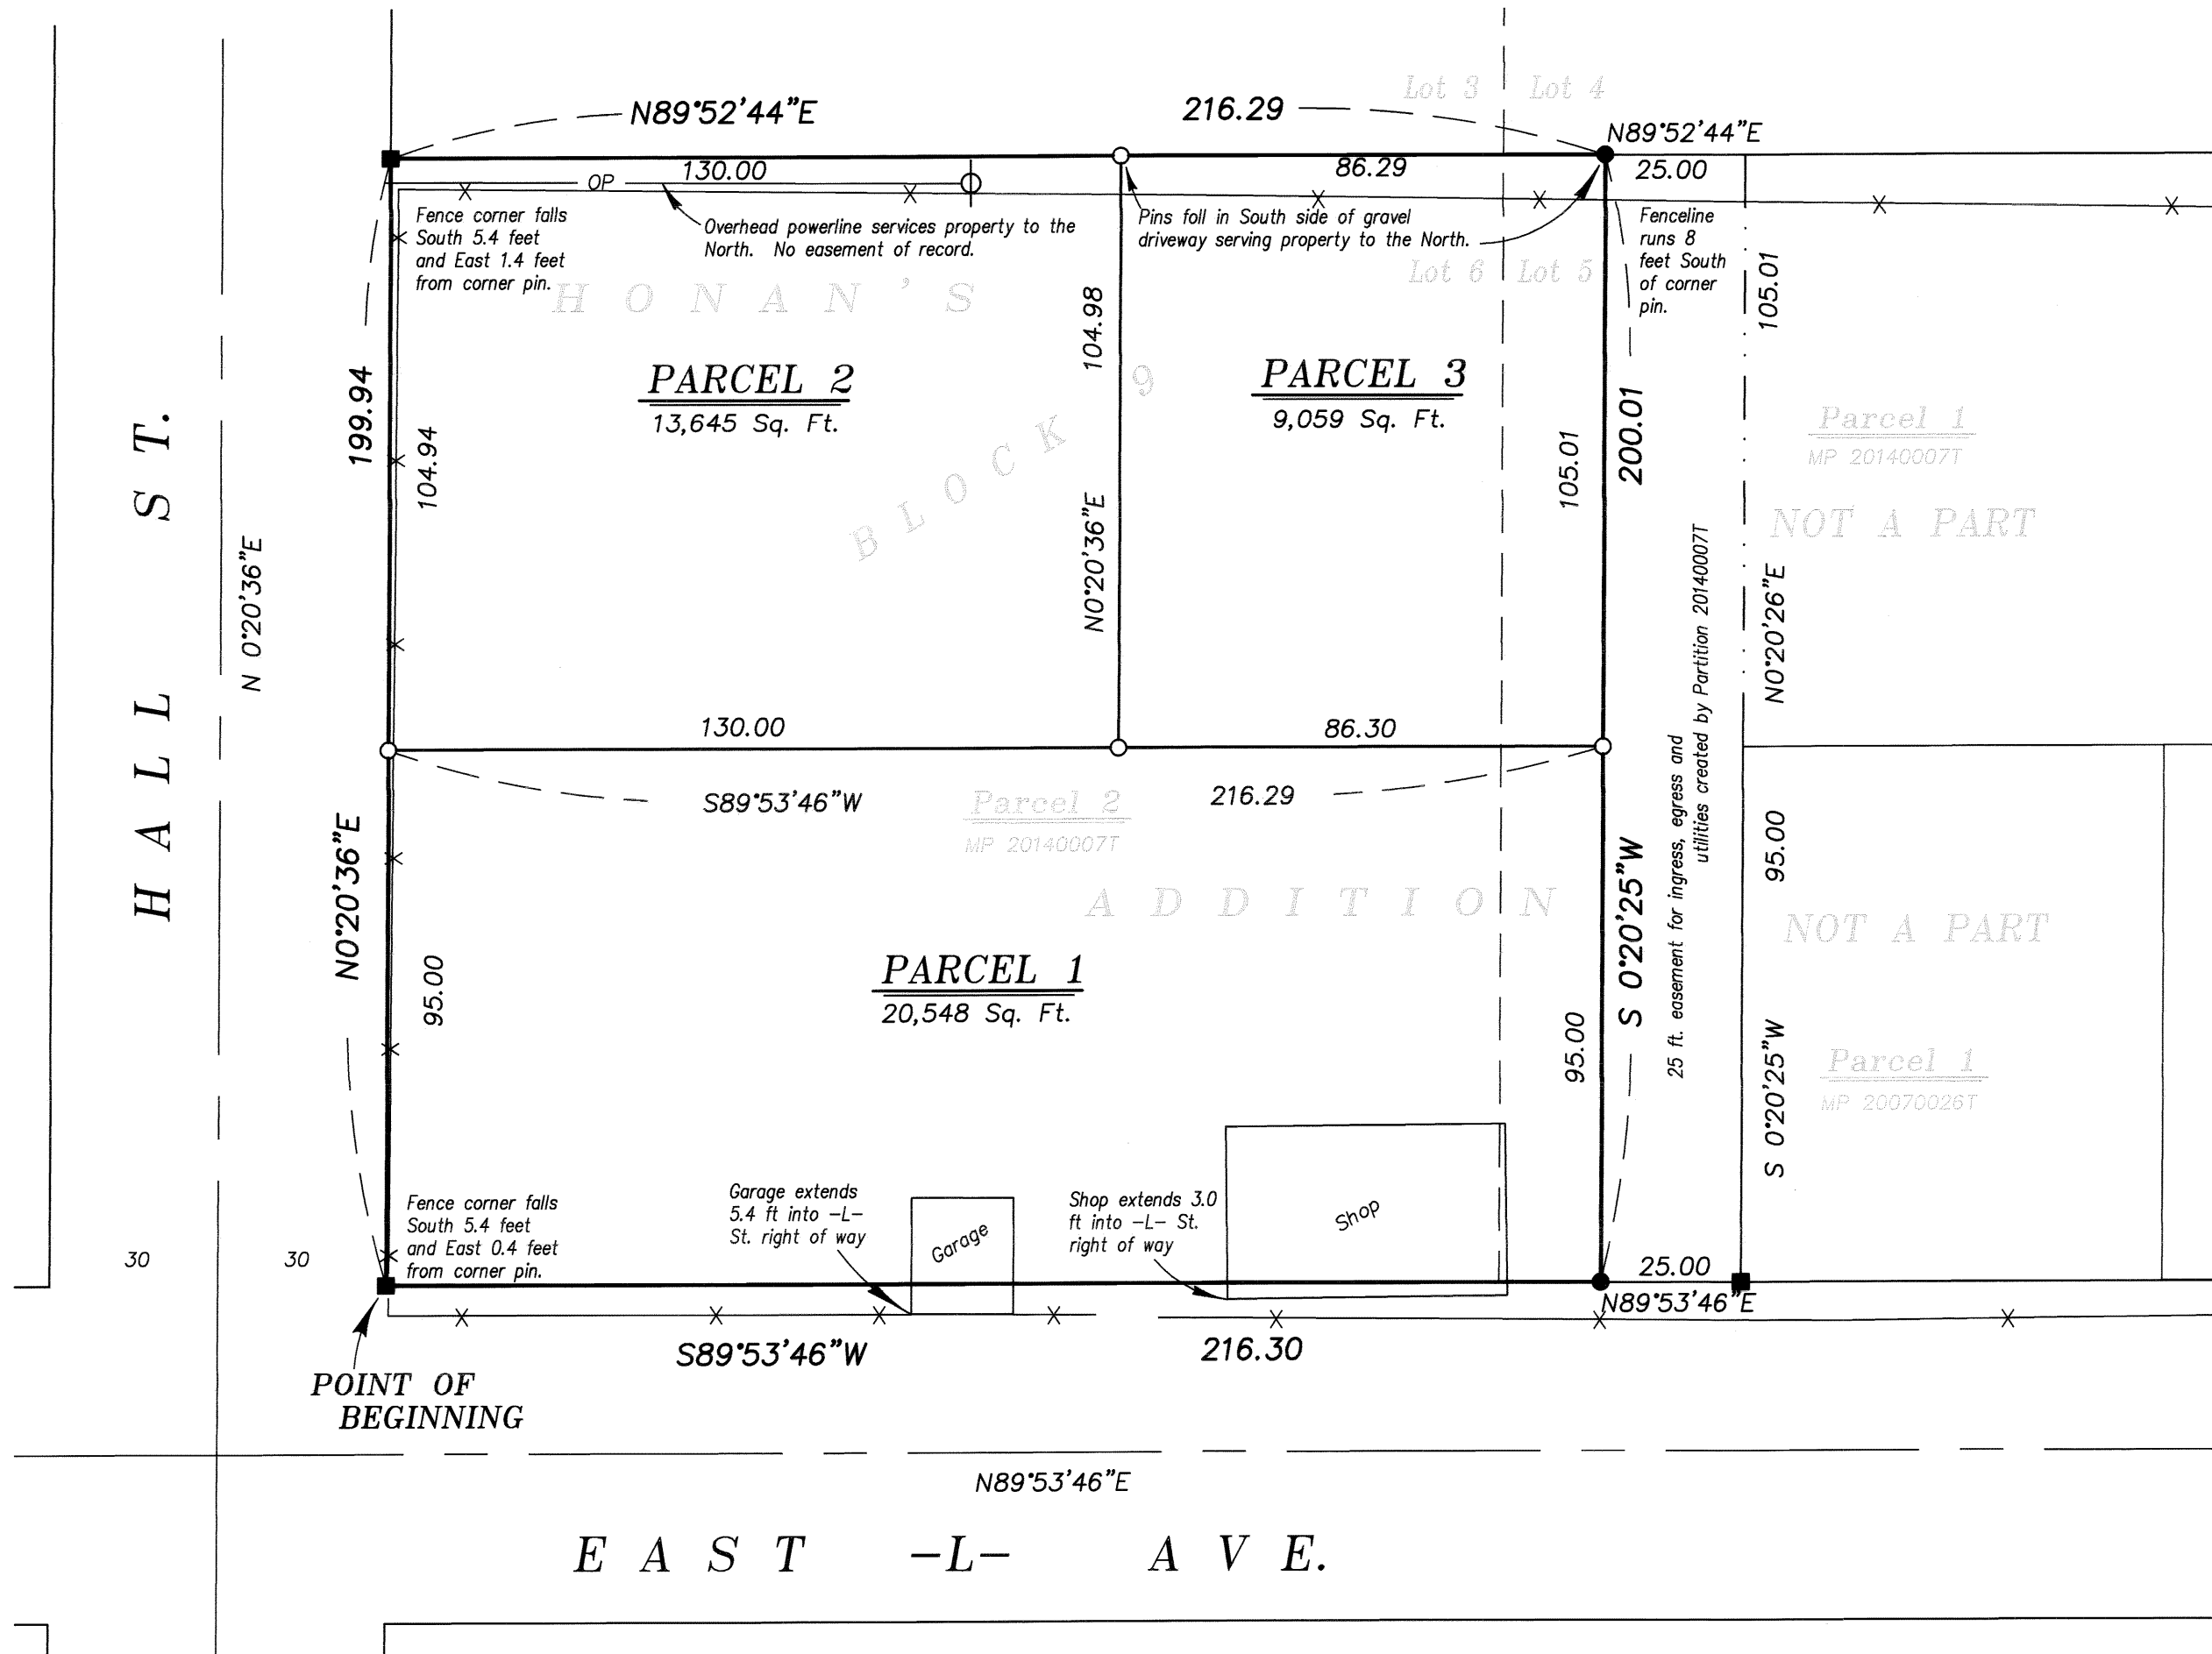 Lot 3 Lot 4
N89°52'44"E
216.29
N89°52'44"E
130.00
86.29
25.00
OP
Fence corner falls
South 5.4 feet
and East 1.4 feet
from corner pin.
Overhead powerline services property to the
North. No easement of record.
Pins fall in South side of gravel
driveway serving property to the North.
Fenceline
runs 8
feet South
of corner
pin.
Lot 6 Lot 5
HONAN'S
BLOCK 9
PARCEL 2
13,645 Sq. Ft.
PARCEL 3
9,059 Sq. Ft.
199.94
104.94
104.98
N0°20'36"E
105.01
200.01
105.01
N0°20'26"E
Parcel 1
MP 20140007T
NOT A PART
HALL ST.
N 0°20'36"E
130.00
86.30
S89°53'46"W
216.29
Parcel 2
MP 20140007T
ADDITION
25 ft. easement for ingress, egress and
utilities created by Partition 20140007T
N0°20'36"E
95.00
PARCEL 1
20,548 Sq. Ft.
95.00
S 0°20'25"W
95.00
S 0°20'25"W
NOT A PART
Parcel 1
MP 20070026T
30
30
Fence corner falls
South 5.4 feet
and East 0.4 feet
from corner pin.
Garage extends
5.4 ft into -L-
St. right of way
Garage
Shop extends 3.0
ft into -L- St.
right of way
Shop
25.00
N89°53'46"E
S89°53'46"W
216.30
POINT OF
BEGINNING
N89°53'46"E
EAST -L- AVE.